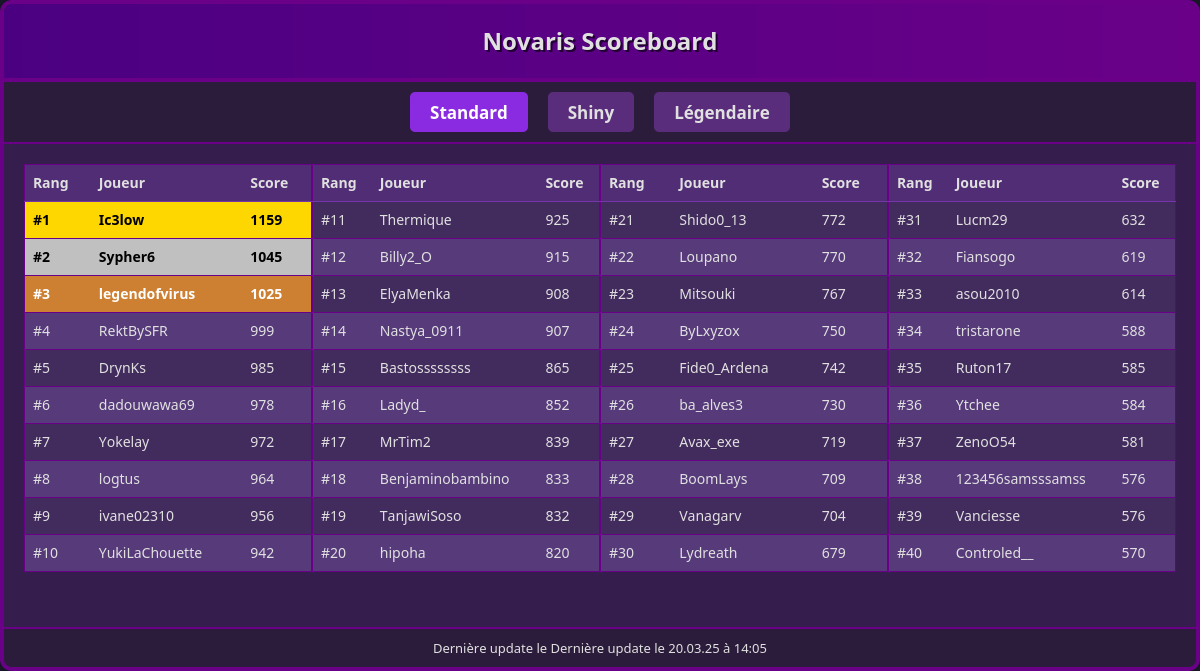 Novaris Scoreboard
Standard Shiny Légendaire
Rang Joueur Score Rang Joueur Score Rang Joueur Score Rang Joueur Score
#1 Ic3low 1159 #11 Thermique 925 #21 Shido0_13 772 #31 Lucm29 632
#2 Sypher6 1045 #12 Billy2_O 915 #22 Loupano 770 #32 Fiansogo 619
#3 legendofvirus 1025 #13 ElyaMenka 908 #23 Mitsouki 767 #33 asou2010 614
#4 RektBySFR 999 #14 Nastya_0911 907 #24 ByLxyzox 750 #34 tristarone 588
#5 DrynKs 985 #15 Bastossssssss 865 #25 Fide0_Ardena 742 #35 Ruton17 585
#6 dadouwawa69 978 #16 Ladyd_ 852 #26 ba_alves3 730 #36 Ytchee 584
#7 Yokelay 972 #17 MrTim2 839 #27 Avax_exe 719 #37 ZenoO54 581
#8 logtus 964 #18 Benjaminobambino 833 #28 BoomLays 709 #38 123456samsssamss 576
#9 ivane02310 956 #19 TanjawiSoso 832 #29 Vanagarv 704 #39 Vanciesse 576
#10 YukiLaChouette 942 #20 hipoha 820 #30 Lydreath 679 #40 Controled__ 570
Dernière update le Dernière update le 20.03.25 à 14:05